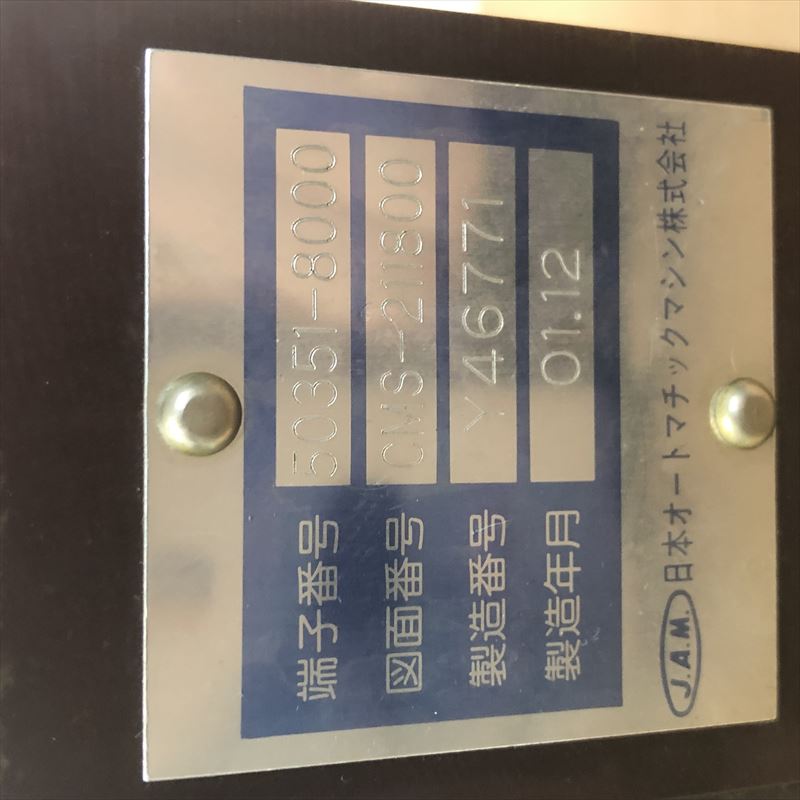 端子番号 50351-8000
図面番号 CMS-211800
製造番号 Y46771
製造年月 01.12
J.A.M. 日本オートマチックマシン株式会社